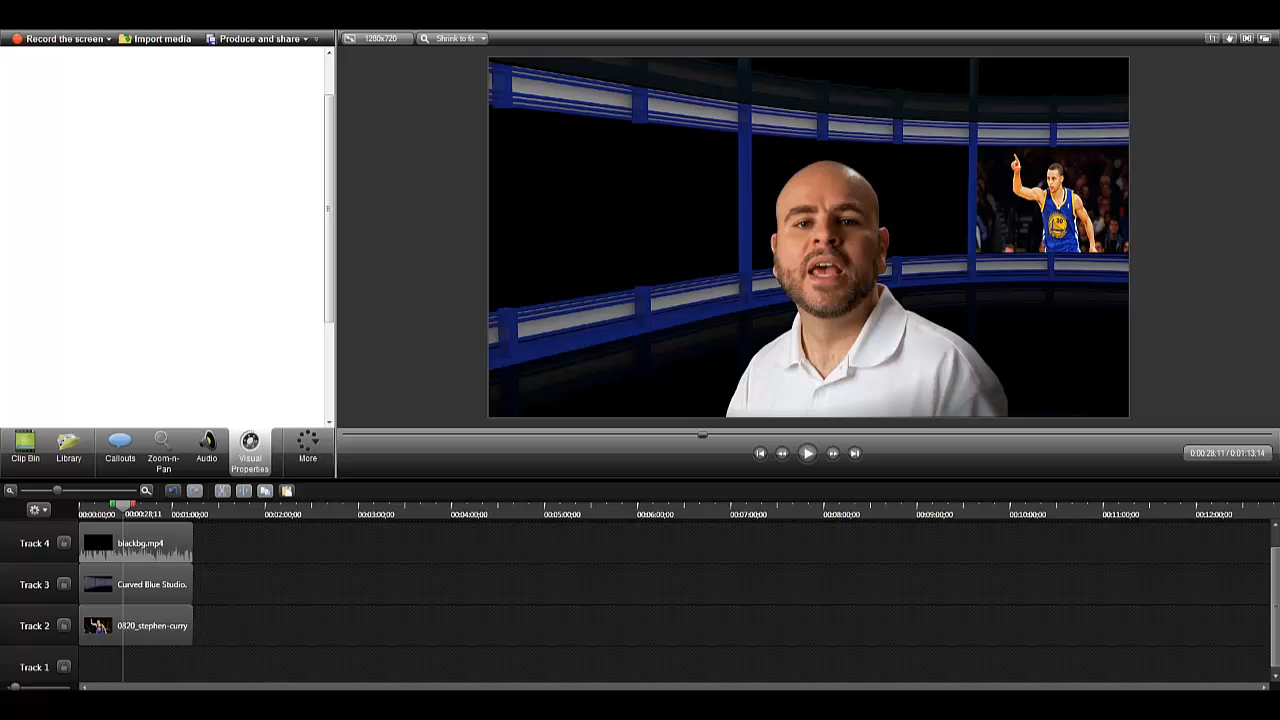 Record the screen Import media Produce and share
1280x720 Shrink to fit
30
Clip Bin Library Callouts Zoom-n-Pan Audio Visual Properties More
0:00:28;11 / 0:01:13;14
00:00:00;00 00:00:28;11 00:01:00;00 00:02:00;00 00:03:00;00 00:04:00;00 00:05:00;00 00:06:00;00 00:07:00;00 00:08:00;00 00:09:00;00 00:10:00;00 00:11:00;00 00:12:00;00
Track 4 blackbg.mp4
Track 3 Curved Blue Studio.
Track 2 0820_stephen-curry
Track 1